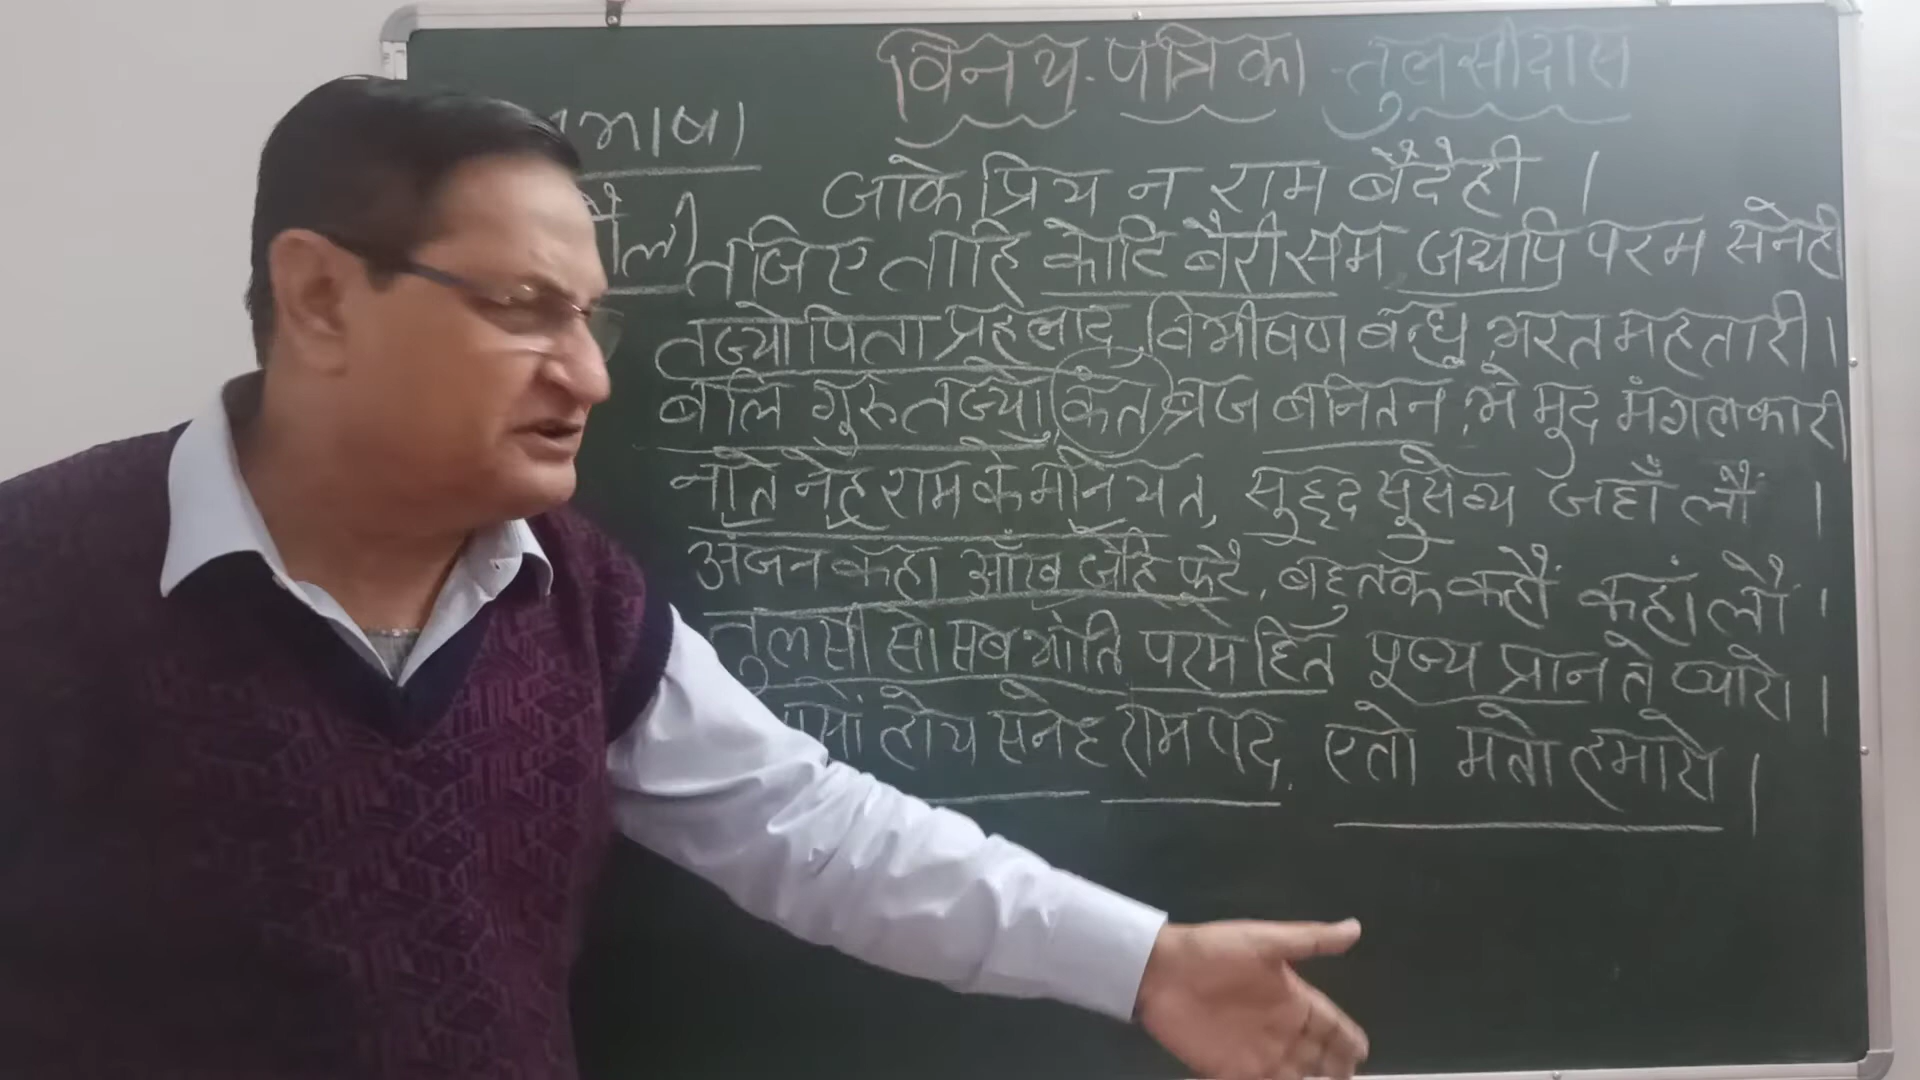 विनय-पत्रिका -तुलसीदास
भाषा
शैली
जाके प्रिय न राम बैदेही ।
तजिए ताहि कोटि बैरी सम जद्यपि परम सनेही
तज्यो पिता प्रहलाद, विभीषण बन्धु, भरत महतारी ।
बलि गुरु तज्यो कंत ब्रज बनितन, भे मुद मंगलकारी
नाते नेह राम के मनियत, सुहृद सुसेव्य जहाँ लौं ।
अंजन कहा आँख जेहि फूटै, बहुतक कहौं कहां लौं ।
तुलसी सो सब भांति परम हित पूज्य प्रान ते प्यारो ।
होय सनेह राम पद, एतो मतो हमारो ।